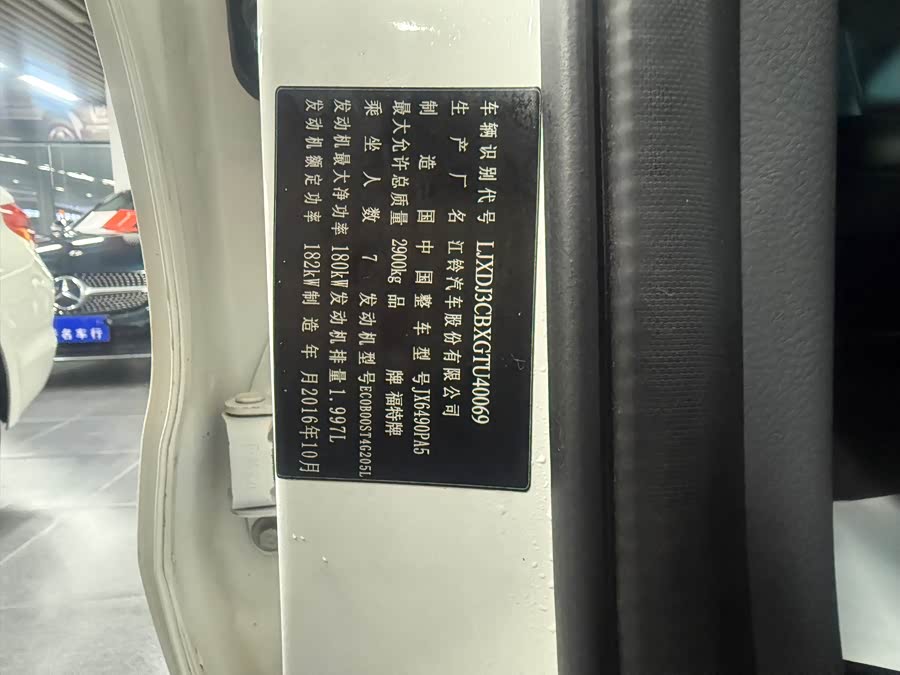 车辆识别代号 LJXDJ3CBXGTU40069
生产厂名 江铃汽车股份有限公司
制造国 中国 整车型号 JX6490PA5
最大允许总质量 2900kg 品牌 福特牌
乘坐人数 7 发动机型号 ECOBOOST4G205L
发动机最大净功率 180kW 发动机排量 1.997L
发动机额定功率 182kW 制造年月 2016年10月
名车行